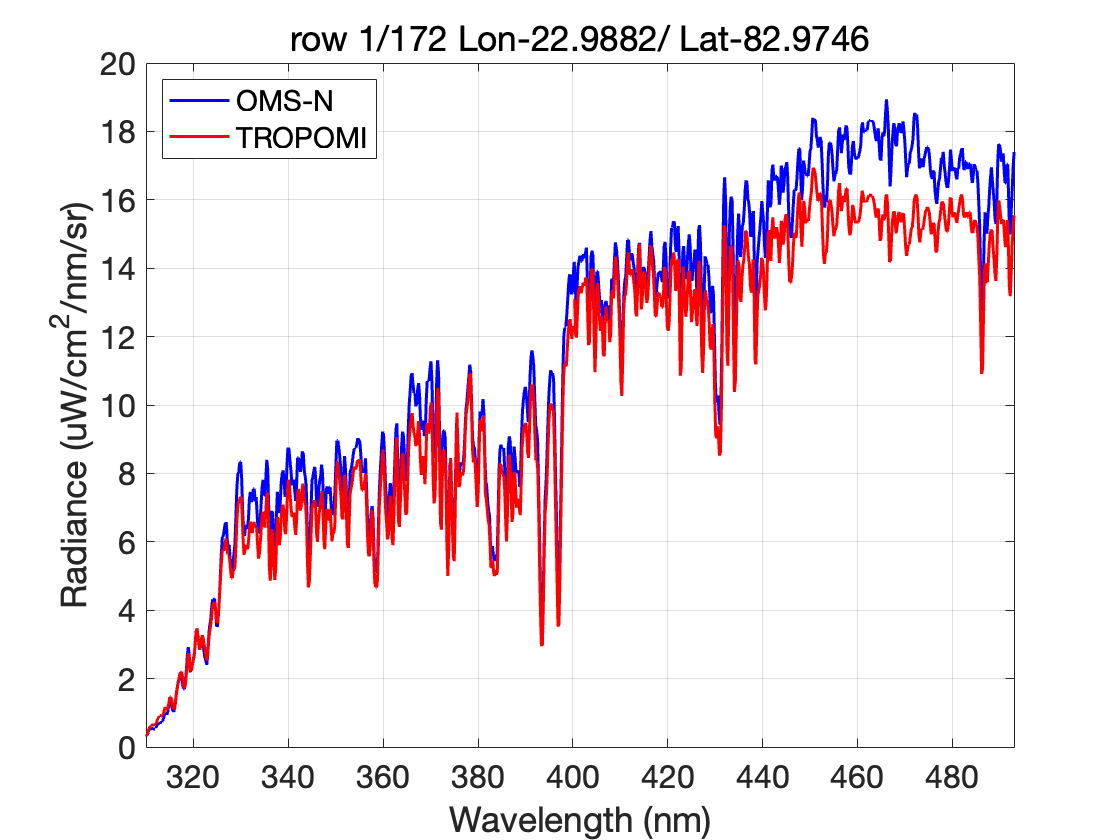 row 1/172 Lon-22.9882/ Lat-82.9746
OMS-N
TROPOMI
Radiance (uW/cm²/nm/sr)
20
18
16
14
12
10
8
6
4
2
0
320 340 360 380 400 420 440 460 480
Wavelength (nm)